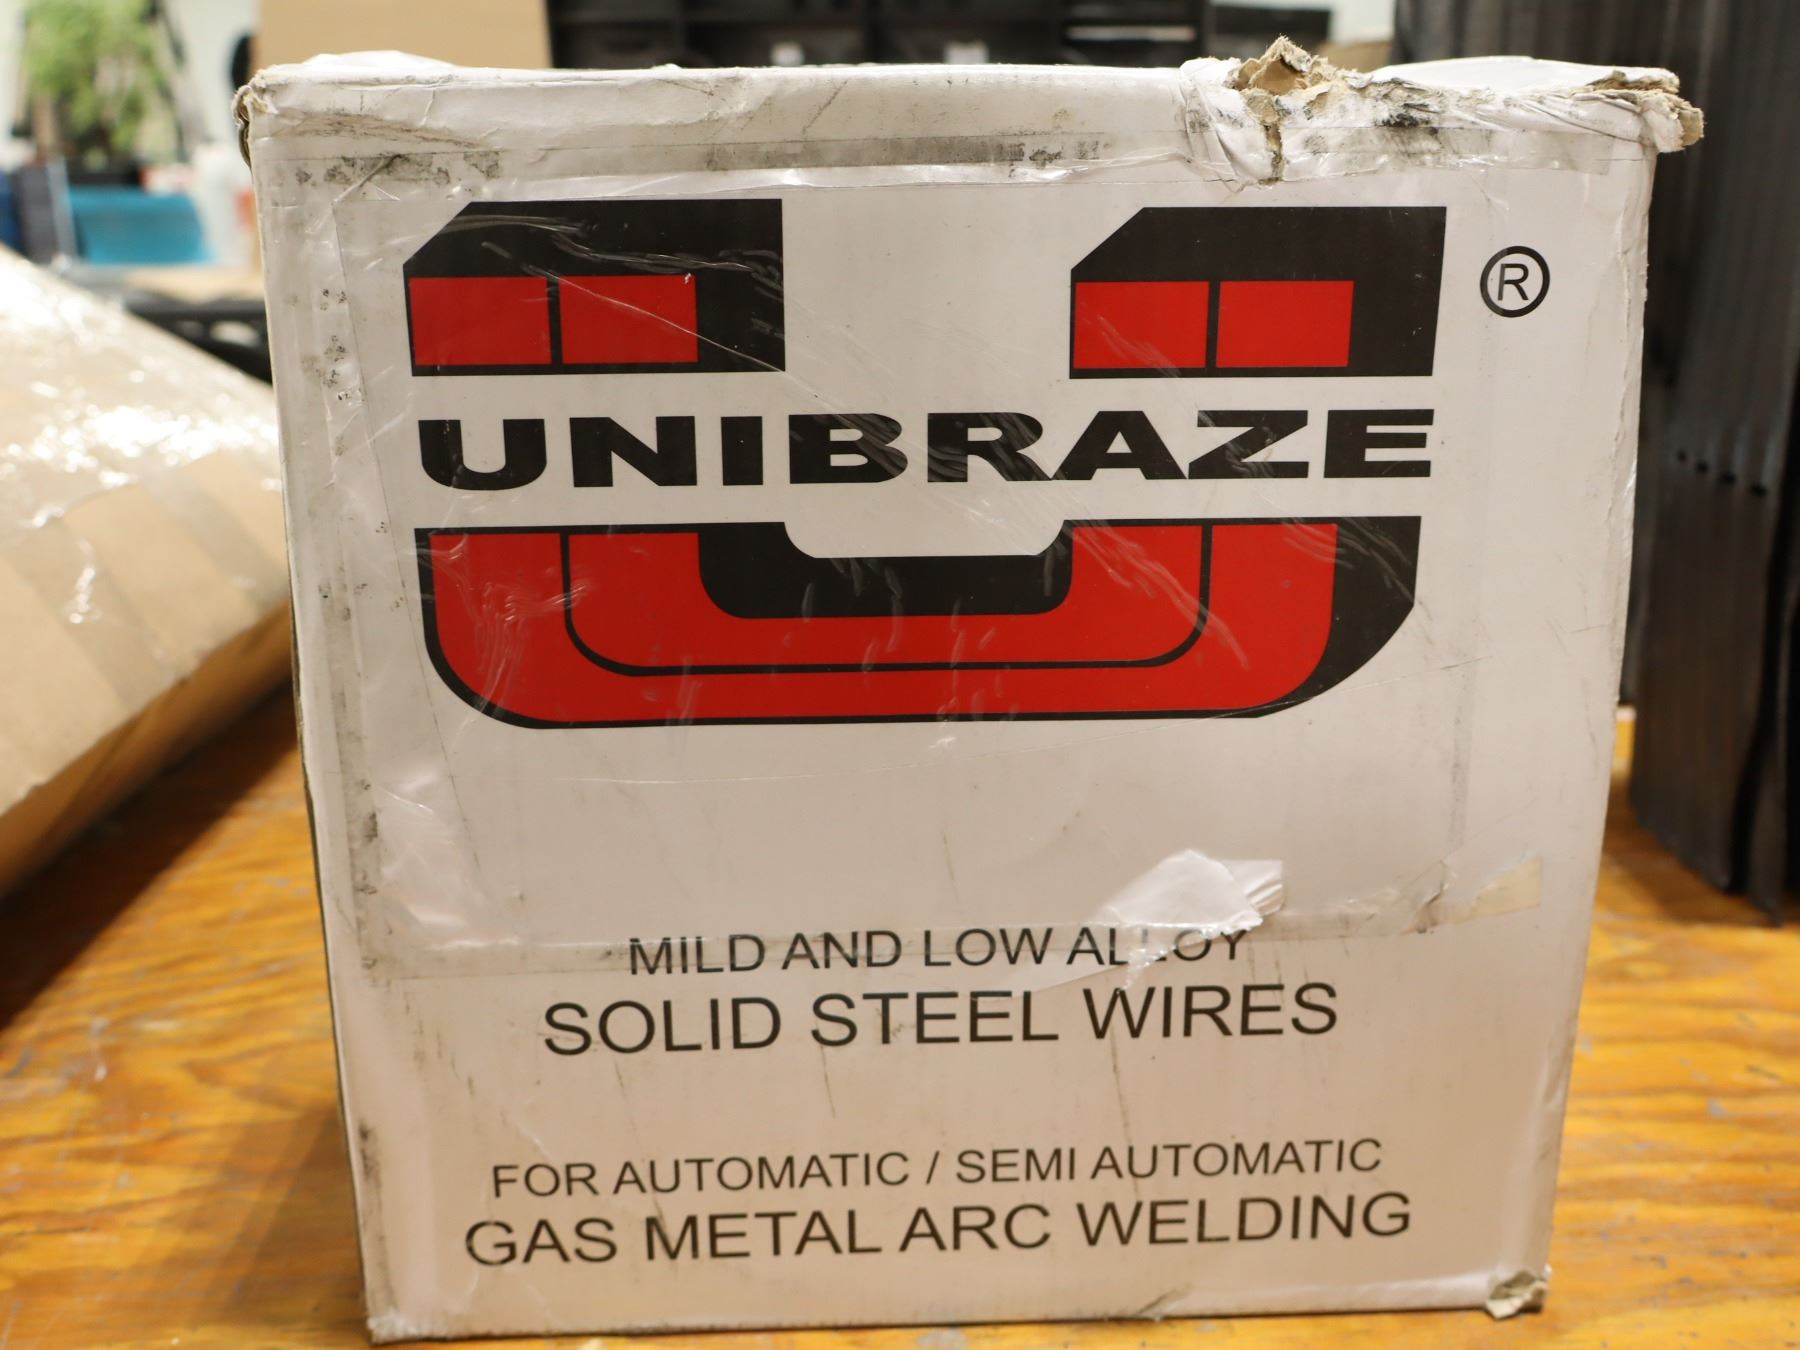 ®
UNIBRAZE
MILD AND LOW ALLOY
SOLID STEEL WIRES
FOR AUTOMATIC / SEMI AUTOMATIC
GAS METAL ARC WELDING